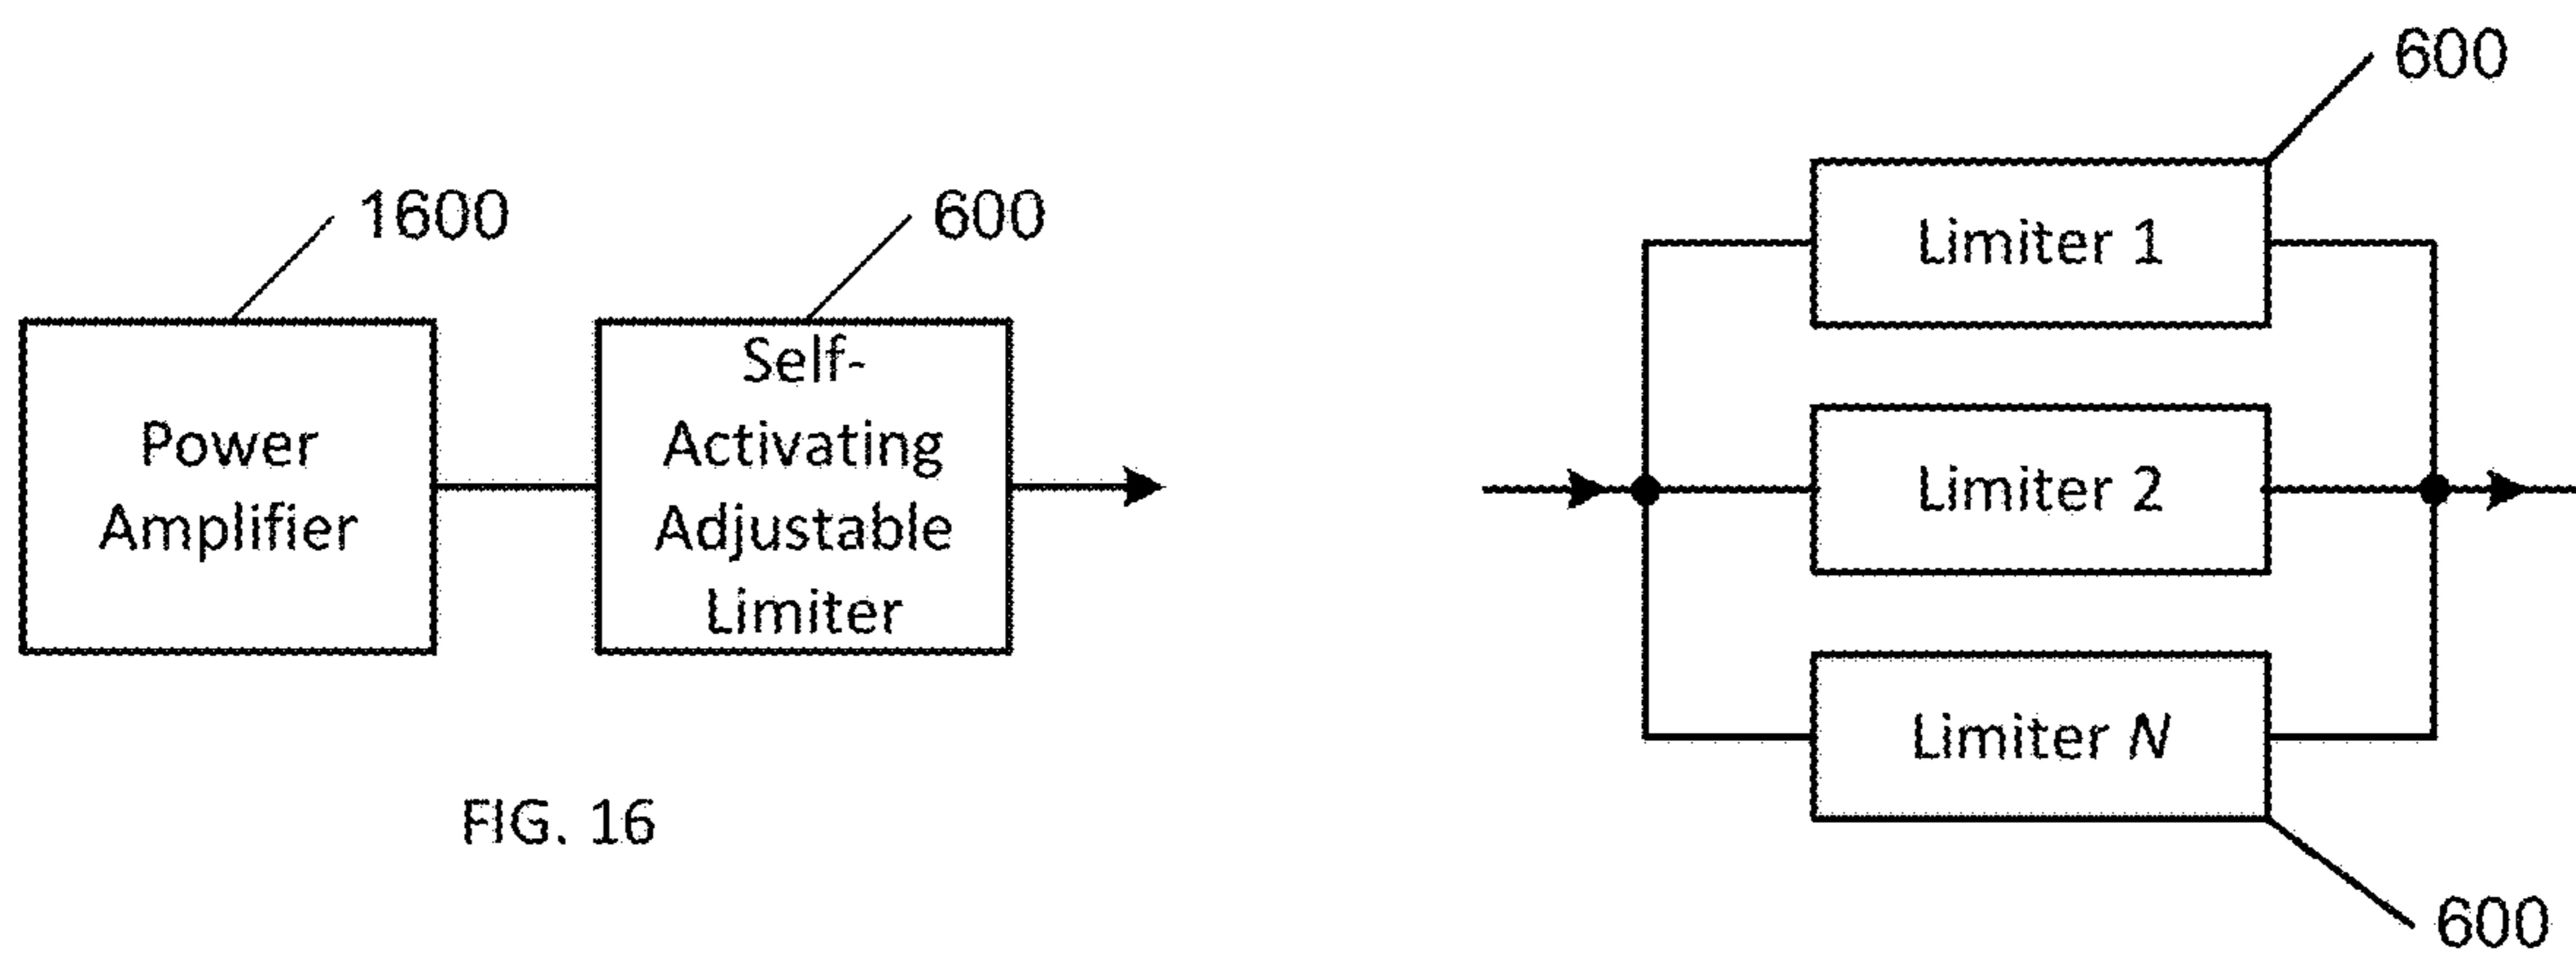 1600
600
Power
Amplifier
Self-
Activating
Adjustable
Limiter
FIG. 16
600
Limiter 1
Limiter 2
Limiter N
600